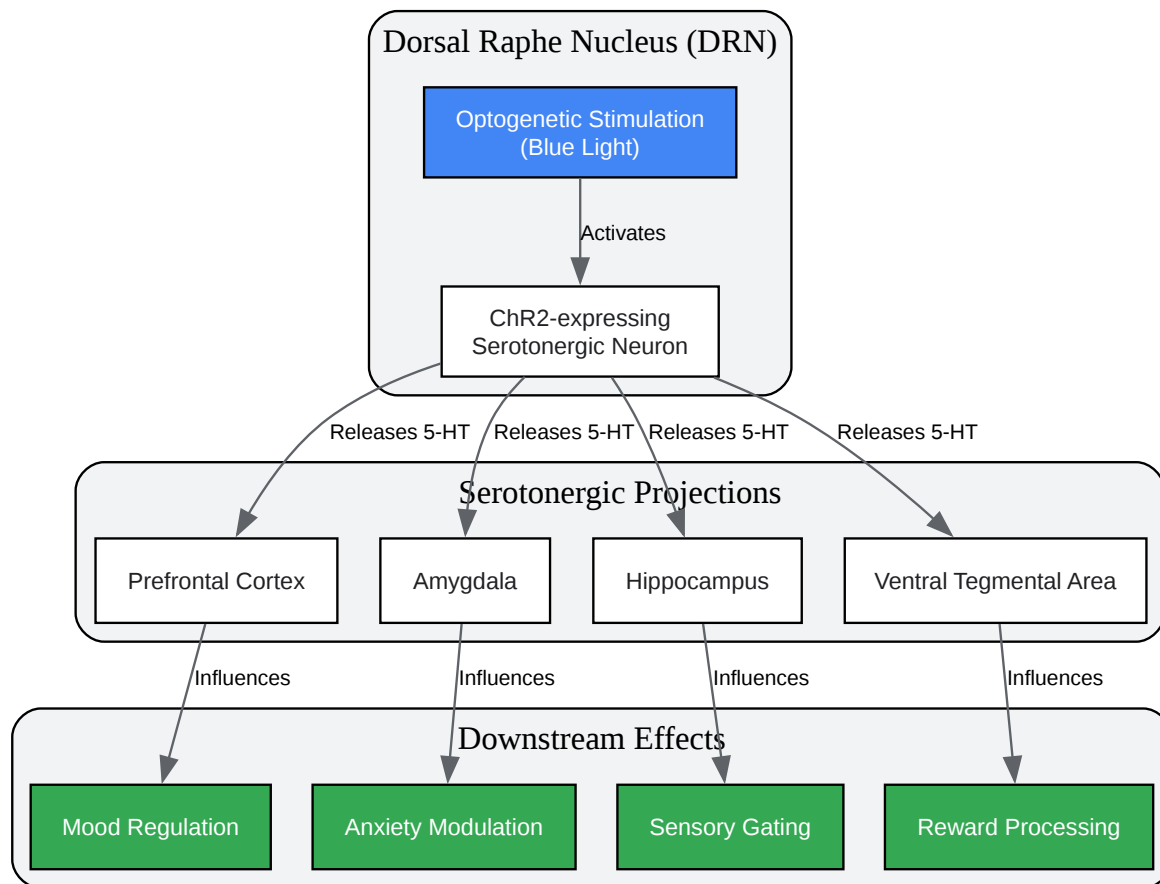 Dorsal Raphe Nucleus (DRN)
Optogenetic Stimulation
(Blue Light)
Activates
ChR2-expressing
Serotonergic Neuron
Releases 5-HT
Releases 5-HT
Releases 5-HT
Releases 5-HT
Serotonergic Projections
Prefrontal Cortex
Amygdala
Hippocampus
Ventral Tegmental Area
Influences
Influences
Influences
Influences
Downstream Effects
Mood Regulation
Anxiety Modulation
Sensory Gating
Reward Processing